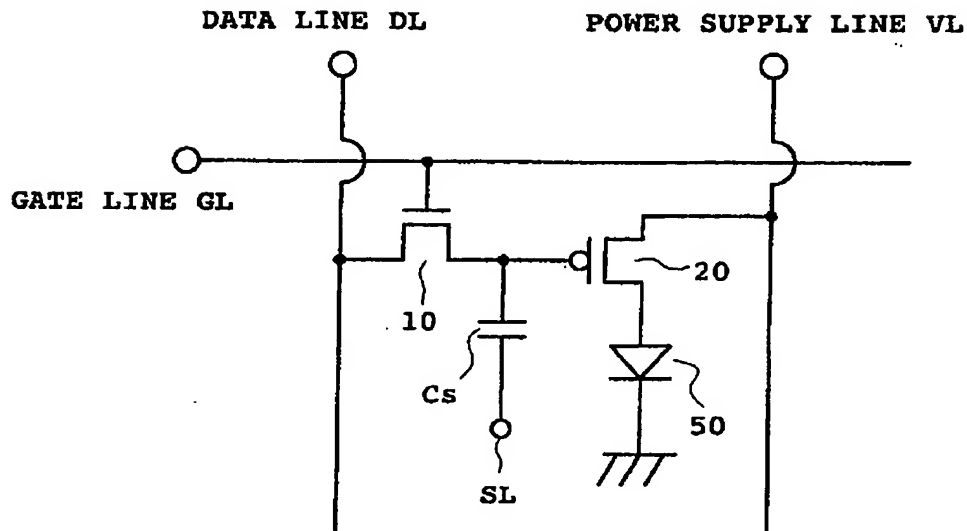 DATA LINE DL
POWER SUPPLY LINE VL
GATE LINE GL
20
10
Cs
50
SL